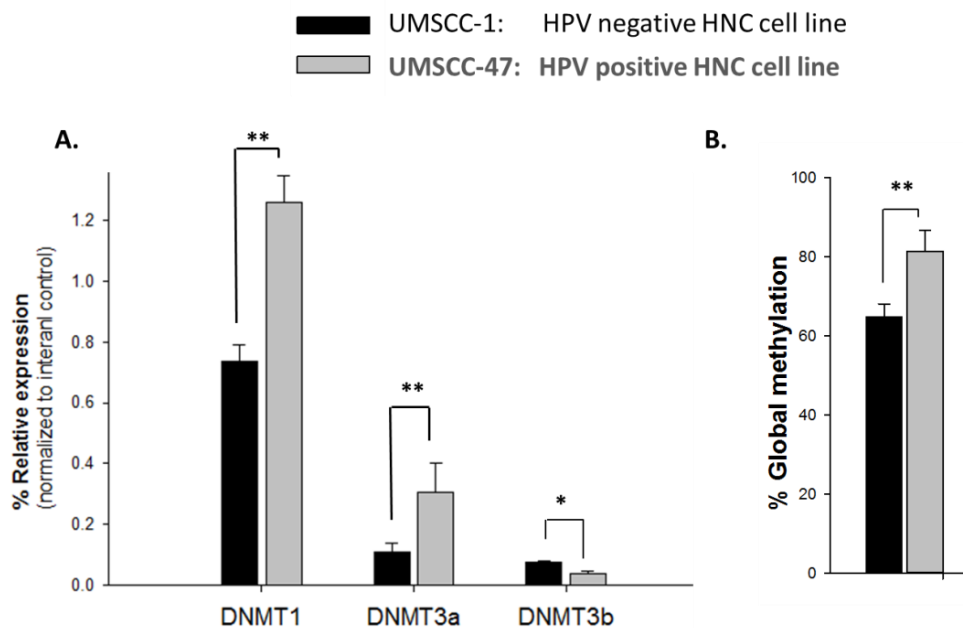 UMSCC-1: HPV negative HNC cell line
UMSCC-47: HPV positive HNC cell line
A.
% Relative expression
(normalized to interanl control)
1.2
1.0
0.8
0.6
0.4
0.2
0.0
**
**
*
DNMT1 DNMT3a DNMT3b
B.
% Global methylation
100
80
60
40
20
0
**